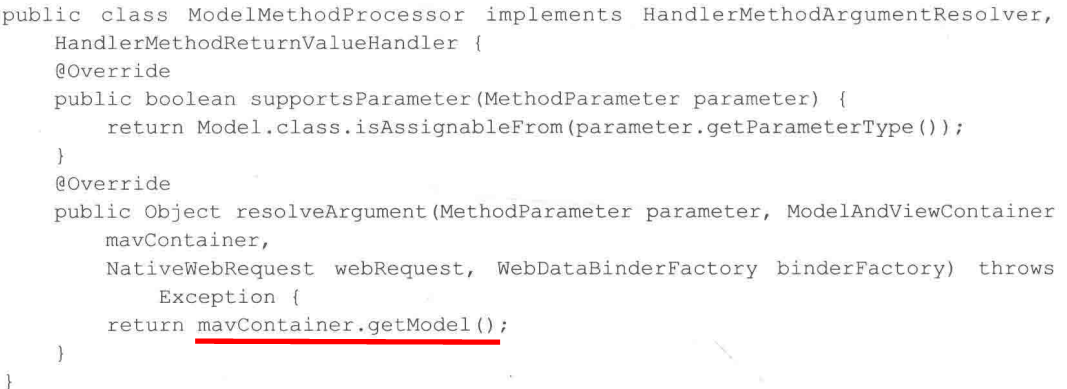 public class ModelMethodProcessor implements HandlerMethodArgumentResolver,
    HandlerMethodReturnValueHandler {
    @Override
    public boolean supportsParameter(MethodParameter parameter) {
        return Model.class.isAssignableFrom(parameter.getParameterType());
    }
    @Override
    public Object resolveArgument(MethodParameter parameter, ModelAndViewContainer
        mavContainer,
        NativeWebRequest webRequest, WebDataBinderFactory binderFactory) throws
            Exception {
        return mavContainer.getModel();
    }
}